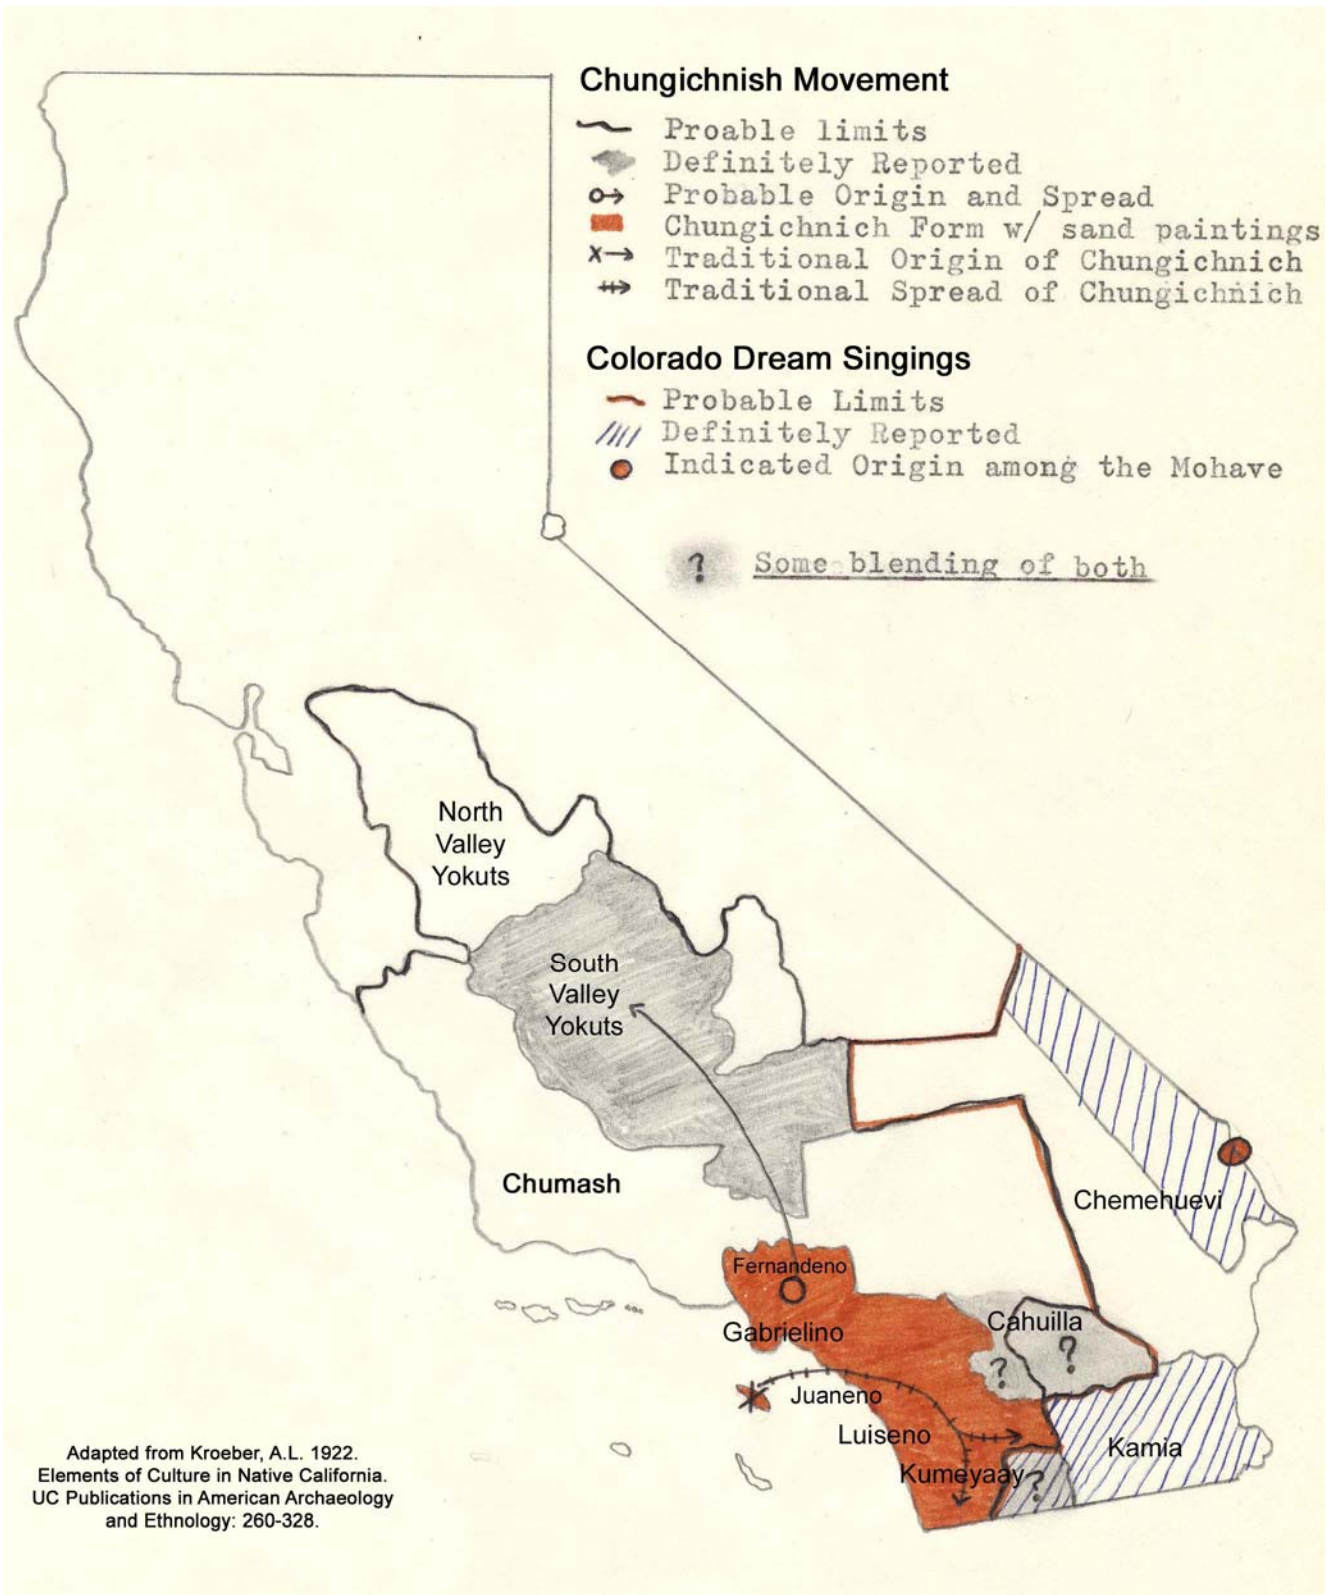 Chungichnish Movement
Proable limits
Definitely Reported
Probable Origin and Spread
Chungichnich Form w/ sand paintings
Traditional Origin of Chungichnich
Traditional Spread of Chungichnich
Colorado Dream Singings
Probable Limits
Definitely Reported
Indicated Origin among the Mohave
? Some blending of both
North
Valley
Yokuts
South
Valley
Yokuts
Chumash
Chemehuevi
Fernandeno
Gabrielino
Cahuilla
?
?
Juaneno
Luiseno
Kamia
Kumeyaay
?
Adapted from Kroeber, A.L. 1922.
Elements of Culture in Native California.
UC Publications in American Archaeology
and Ethnology: 260-328.